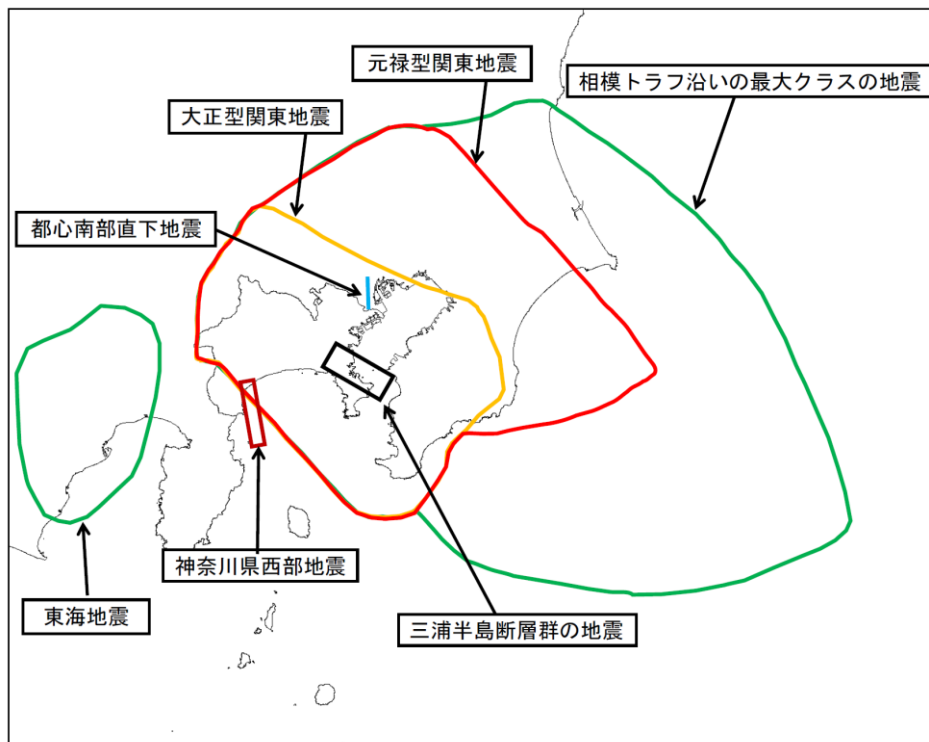 元禄型関東地震
相模トラフ沿いの最大クラスの地震
大正型関東地震
都心南部直下地震
神奈川県西部地震
東海地震
三浦半島断層群の地震